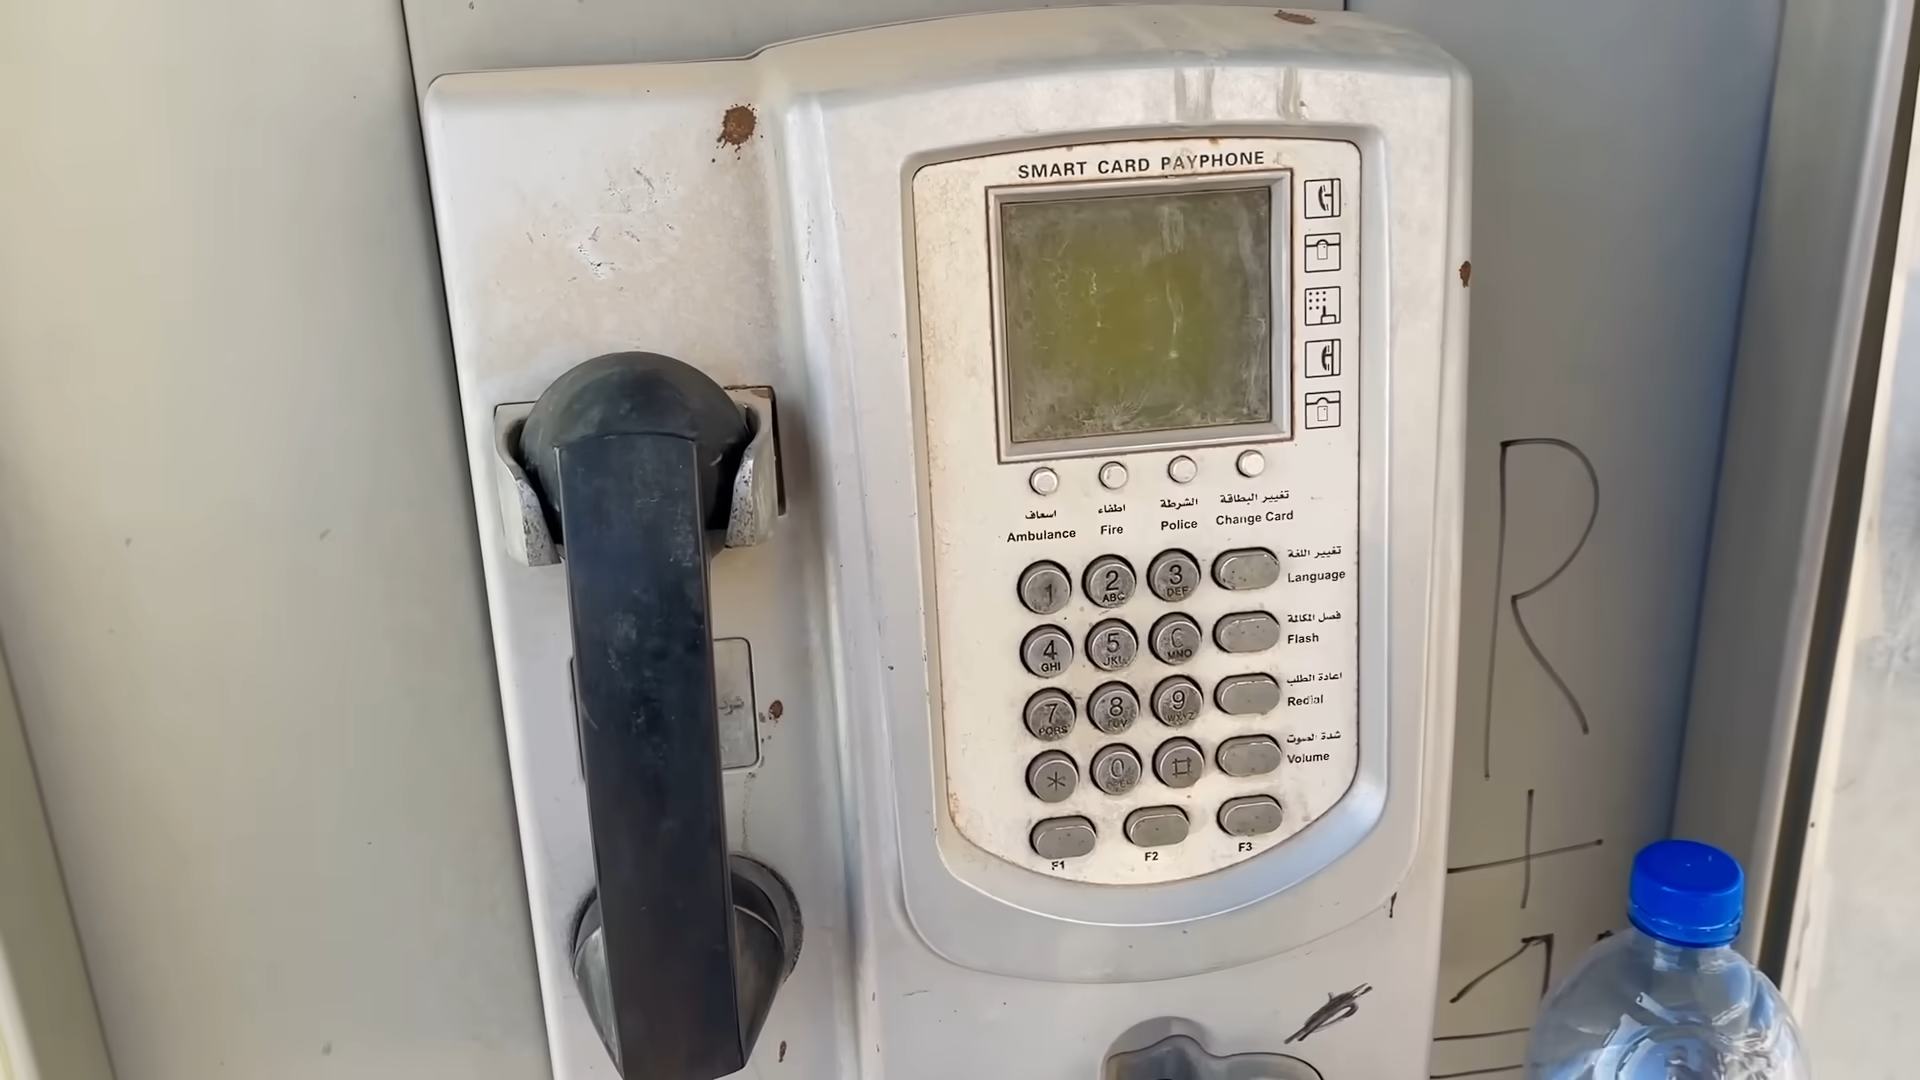 SMART CARD PAYPHONE
اسعاف
Ambulance
اطفاء
Fire
الشرطة
Police
تغيير البطاقة
Change Card
1
2
ABC
3
DEF
تغيير اللغة
Language
4
GHI
5
JKL
MNO
فصل المكالمة
Flash
7
PQRS
8
TUV
9
WXYZ
اعادة الطلب
Redial
*
0
OPER
#
شدة الصوت
Volume
F1
F2
F3
R